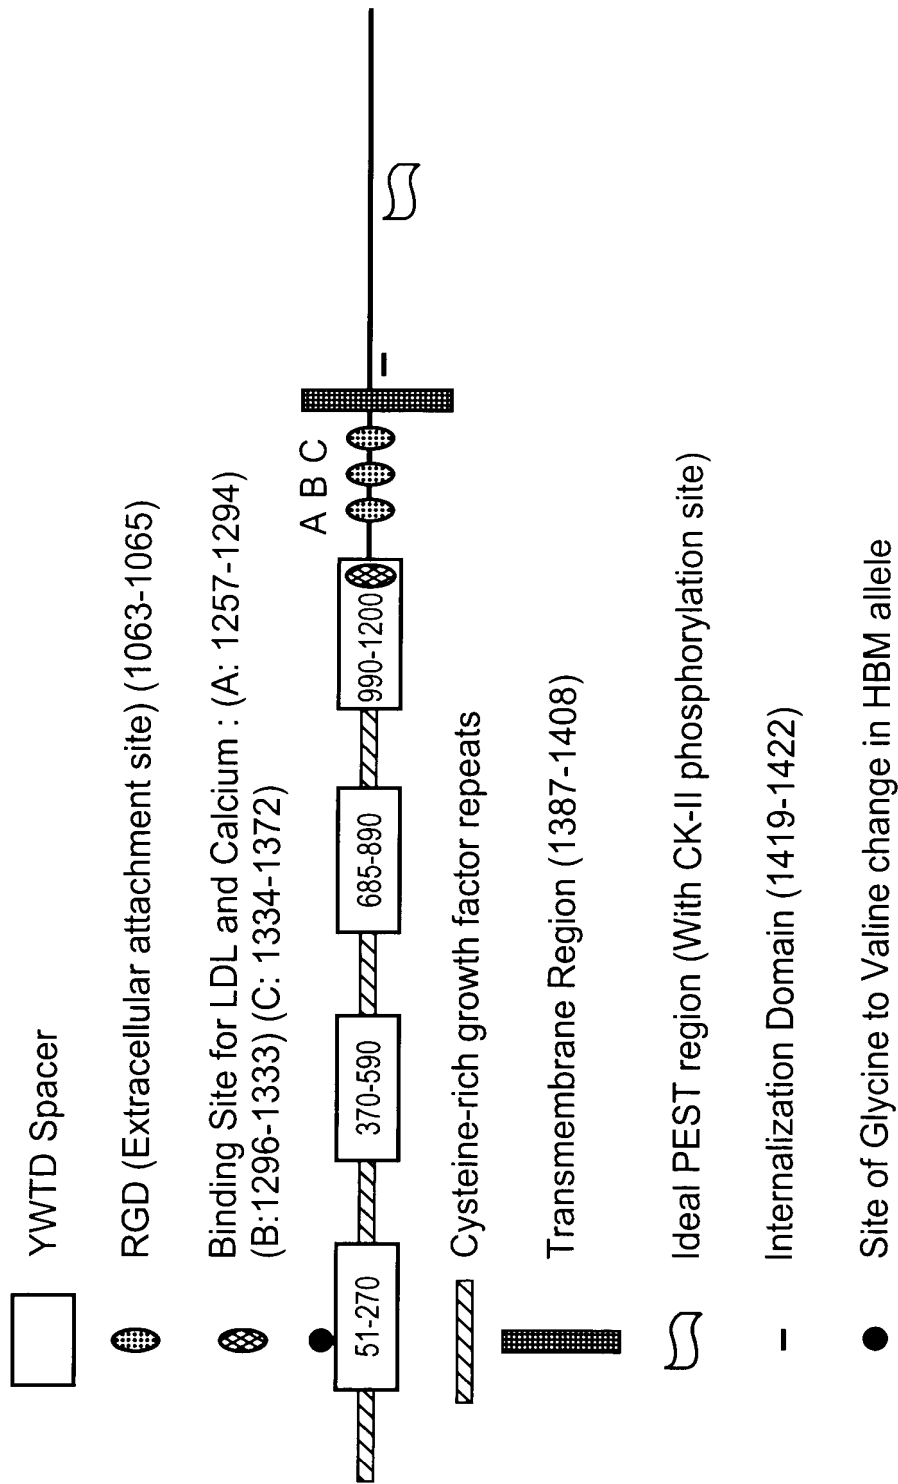 YWTD Spacer
RGD (Extracellular attachment site) (1063-1065)
Binding Site for LDL and Calcium : (A: 1257-1294)
(B:1296-1333) (C: 1334-1372)
51-270
370-590
685-890
990-1200
A B C
Cysteine-rich growth factor repeats
Transmembrane Region (1387-1408)
Ideal PEST region (With CK-II phosphorylation site)
Internalization Domain (1419-1422)
Site of Glycine to Valine change in HBM allele